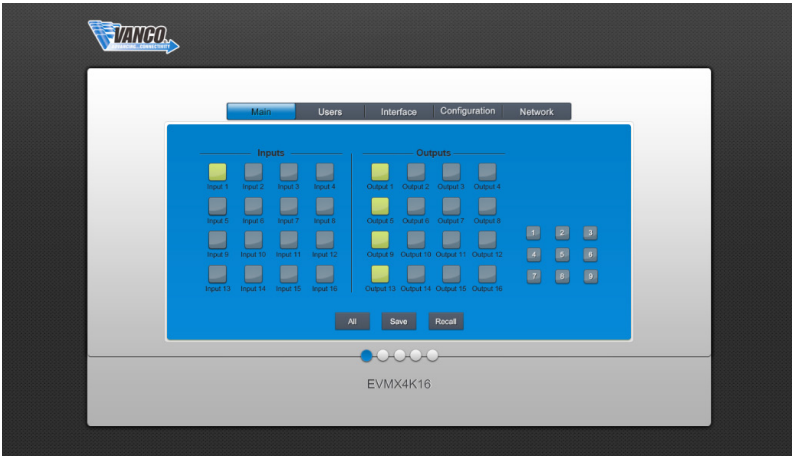 VANCO
ADVANCING...CONNECTIVITY
Main Users Interface Configuration Network
Inputs Outputs
Input 1 Input 2 Input 3 Input 4 Output 1 Output 2 Output 3 Output 4
Input 5 Input 6 Input 7 Input 8 Output 5 Output 6 Output 7 Output 8
1 2 3
Input 9 Input 10 Input 11 Input 12 Output 9 Output 10 Output 11 Output 12
4 5 6
7 8 9
Input 13 Input 14 Input 15 Input 16 Output 13 Output 14 Output 15 Output 16
All Save Recall
EVMX4K16